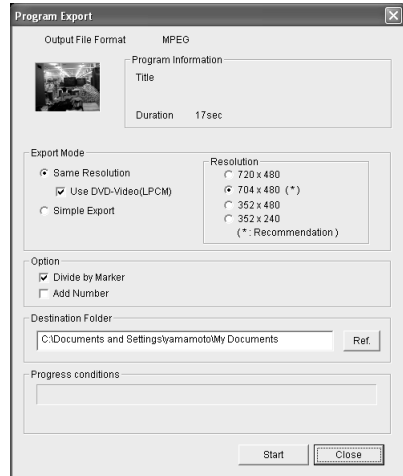 Program Export
Output File Format MPEG
Program Information
Title
Duration 17sec
Export Mode
Same Resolution
Use DVD-Video(LPCM)
Simple Export
Resolution
720 x 480
704 x 480 (*)
352 x 480
352 x 240
(*: Recommendation)
Option
Divide by Marker
Add Number
Destination Folder
C:\Documents and Settings\yamamoto\My Documents
Ref.
Progress conditions
Start Close